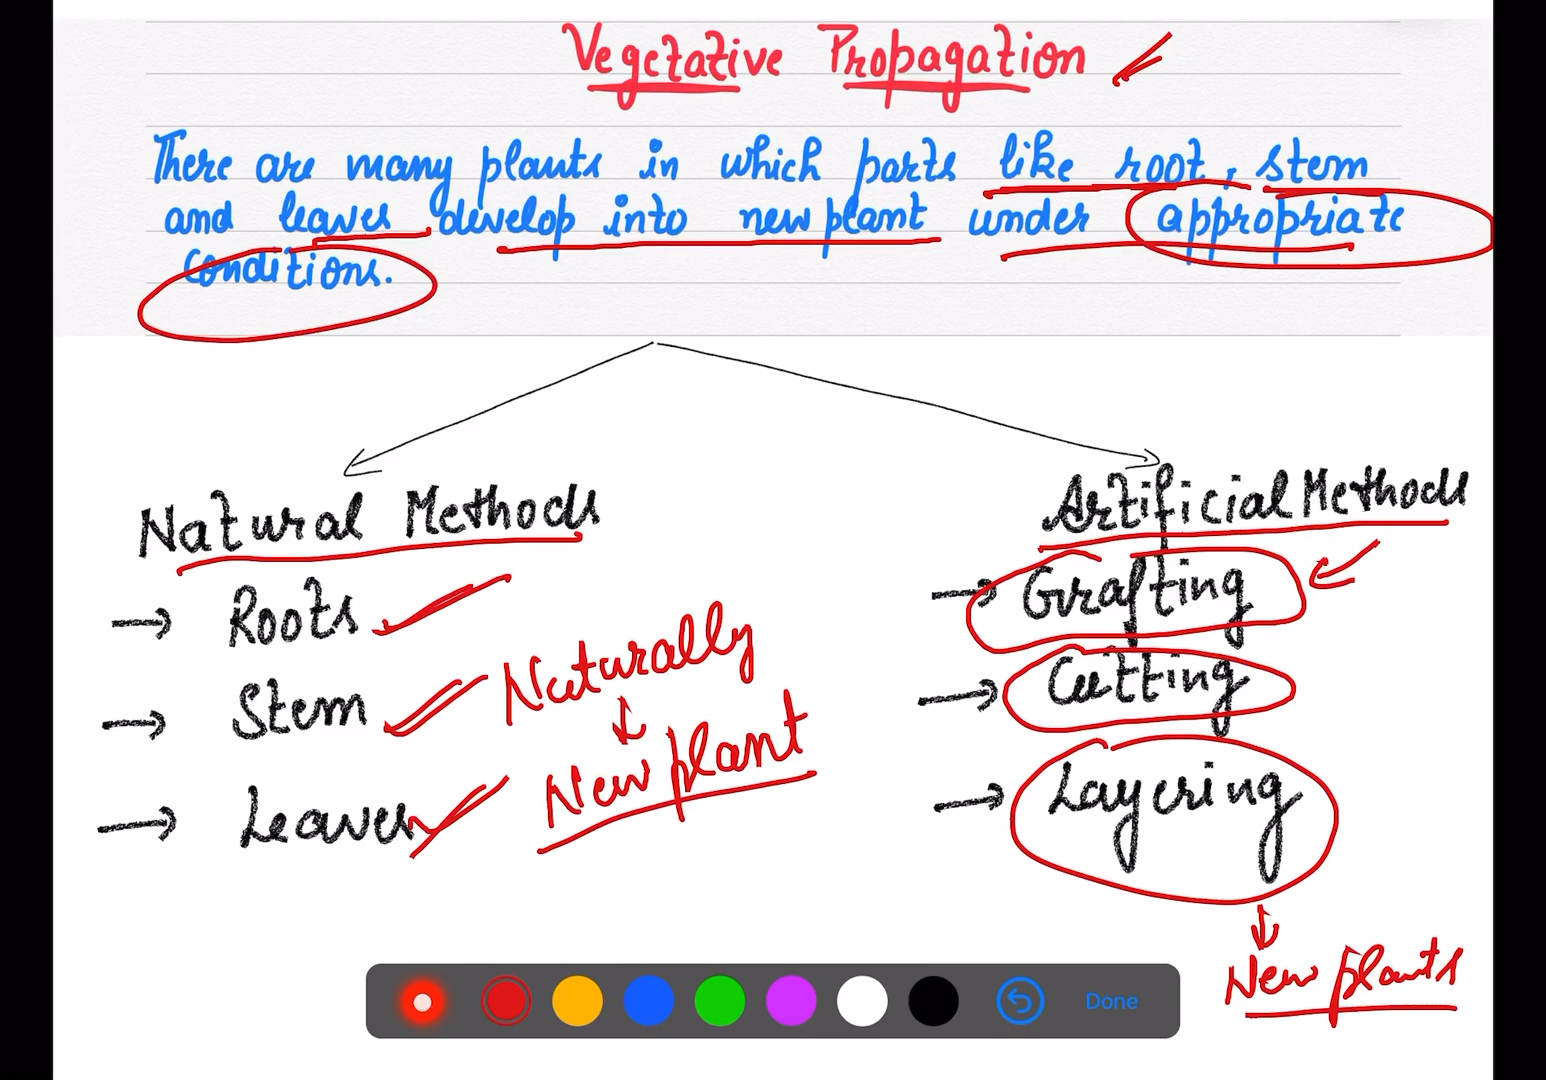 Vegetative Propagation
There are many plants in which parts like root, stem
and leaves develop into new plant under appropriate
conditions.
Natural Methods
→ Roots
→ Stem
→ Leaves
Naturally
↓
New plant
Artificial Methods
→ Grafting
→ Cutting
→ Layering
↓
New plants
Done